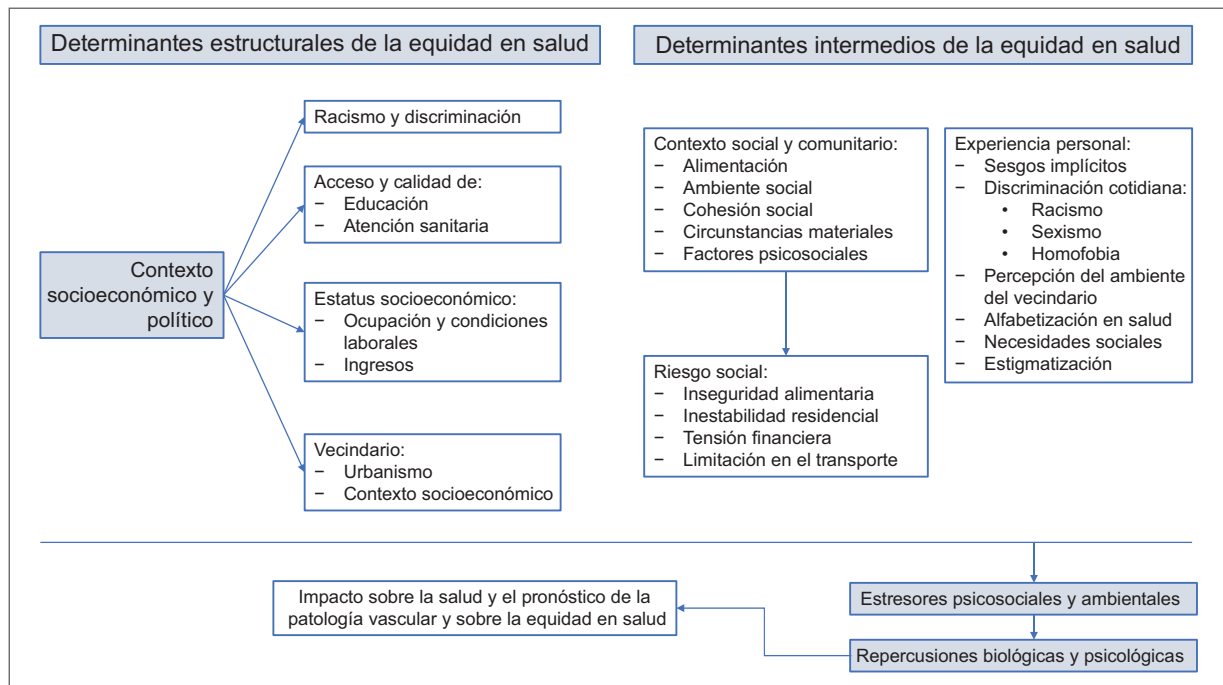 Determinantes estructurales de la equidad en salud
Determinantes intermedios de la equidad en salud
Contexto
socioeconómico y
político
Racismo y discriminación
Acceso y calidad de:
− Educación
− Atención sanitaria
Estatus socioeconómico:
− Ocupación y condiciones
laborales
− Ingresos
Vecindario:
− Urbanismo
− Contexto socioeconómico
Contexto social y comunitario:
− Alimentación
− Ambiente social
− Cohesión social
− Circunstancias materiales
− Factores psicosociales
Riesgo social:
− Inseguridad alimentaria
− Inestabilidad residencial
− Tensión financiera
− Limitación en el transporte
Experiencia personal:
− Sesgos implícitos
− Discriminación cotidiana:
• Racismo
• Sexismo
• Homofobia
− Percepción del ambiente
del vecindario
− Alfabetización en salud
− Necesidades sociales
− Estigmatización
Estresores psicosociales y ambientales
Repercusiones biológicas y psicológicas
Impacto sobre la salud y el pronóstico de la
patología vascular y sobre la equidad en salud